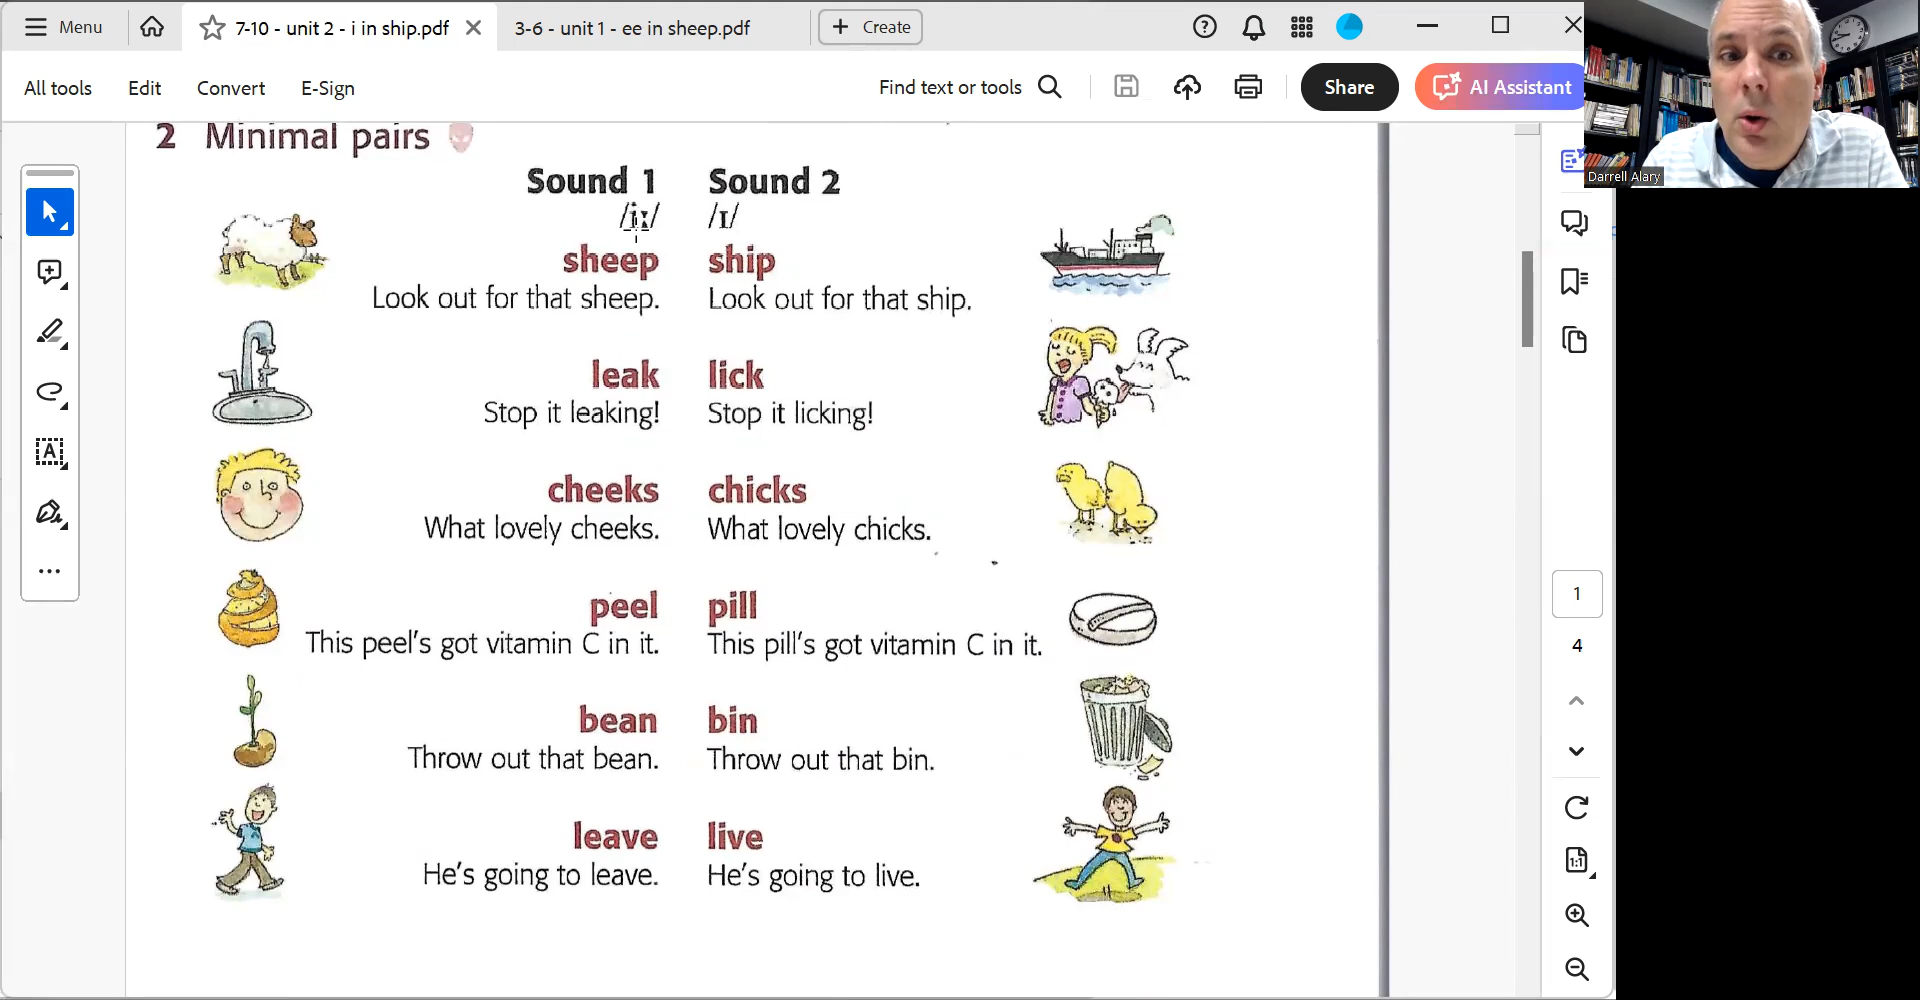 Menu
7-10 - unit 2 - i in ship.pdf
3-6 - unit 1 - ee in sheep.pdf
Create
All tools
Edit
Convert
E-Sign
Find text or tools
Share
AI Assistant
Darrell Alary
2 Minimal pairs
Sound 1 Sound 2
/iː/ /ɪ/
sheep ship
Look out for that sheep. Look out for that ship.
leak lick
Stop it leaking! Stop it licking!
cheeks chicks
What lovely cheeks. What lovely chicks.
peel pill
This peel's got vitamin C in it. This pill's got vitamin C in it.
bean bin
Throw out that bean. Throw out that bin.
leave live
He's going to leave. He's going to live.
1
4
1:1
A